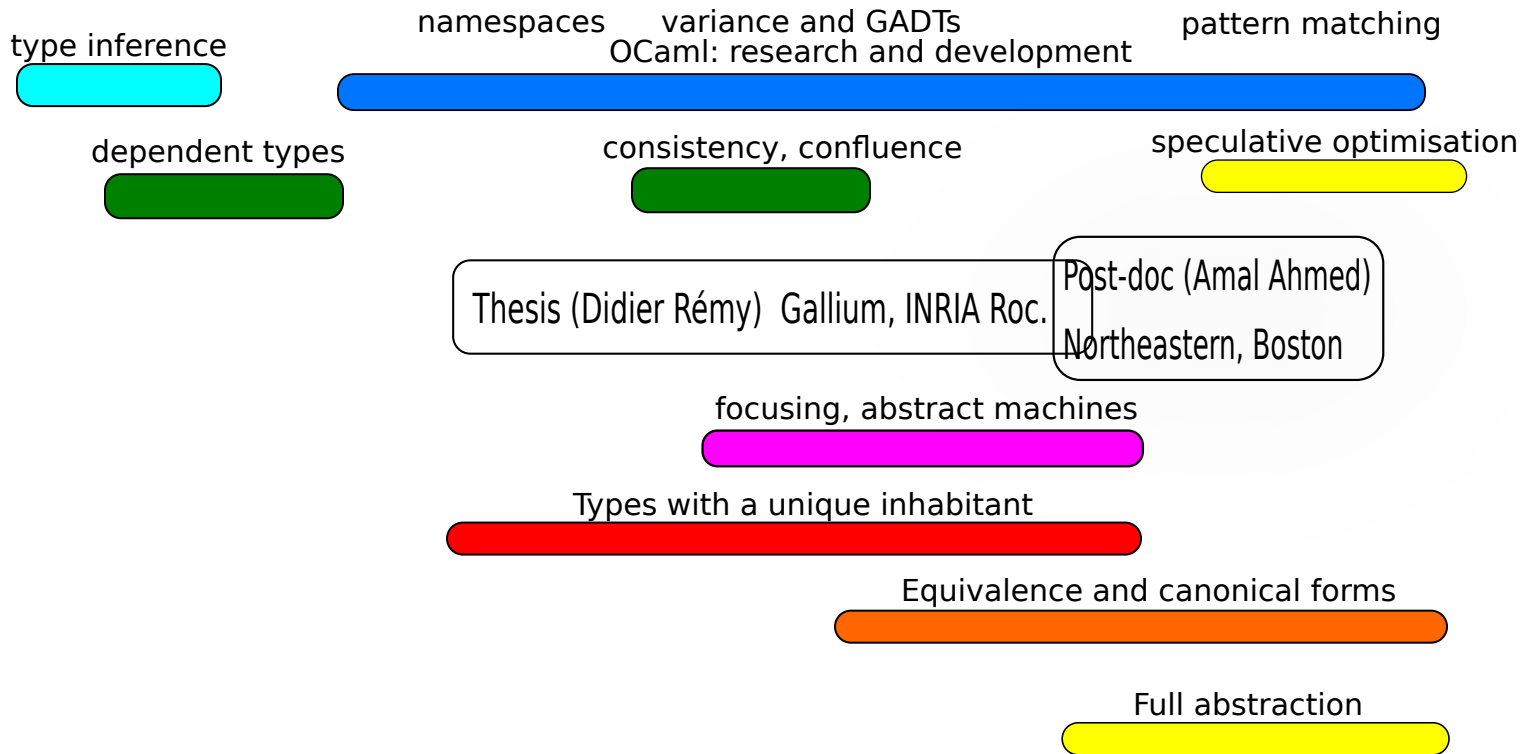 namespaces
variance and GADTs
pattern matching
type inference
OCaml: research and development
dependent types
consistency, confluence
speculative optimisation
Thesis (Didier Rémy) Gallium, INRIA Roc.
Post-doc (Amal Ahmed)
Northeastern, Boston
focusing, abstract machines
Types with a unique inhabitant
Equivalence and canonical forms
Full abstraction